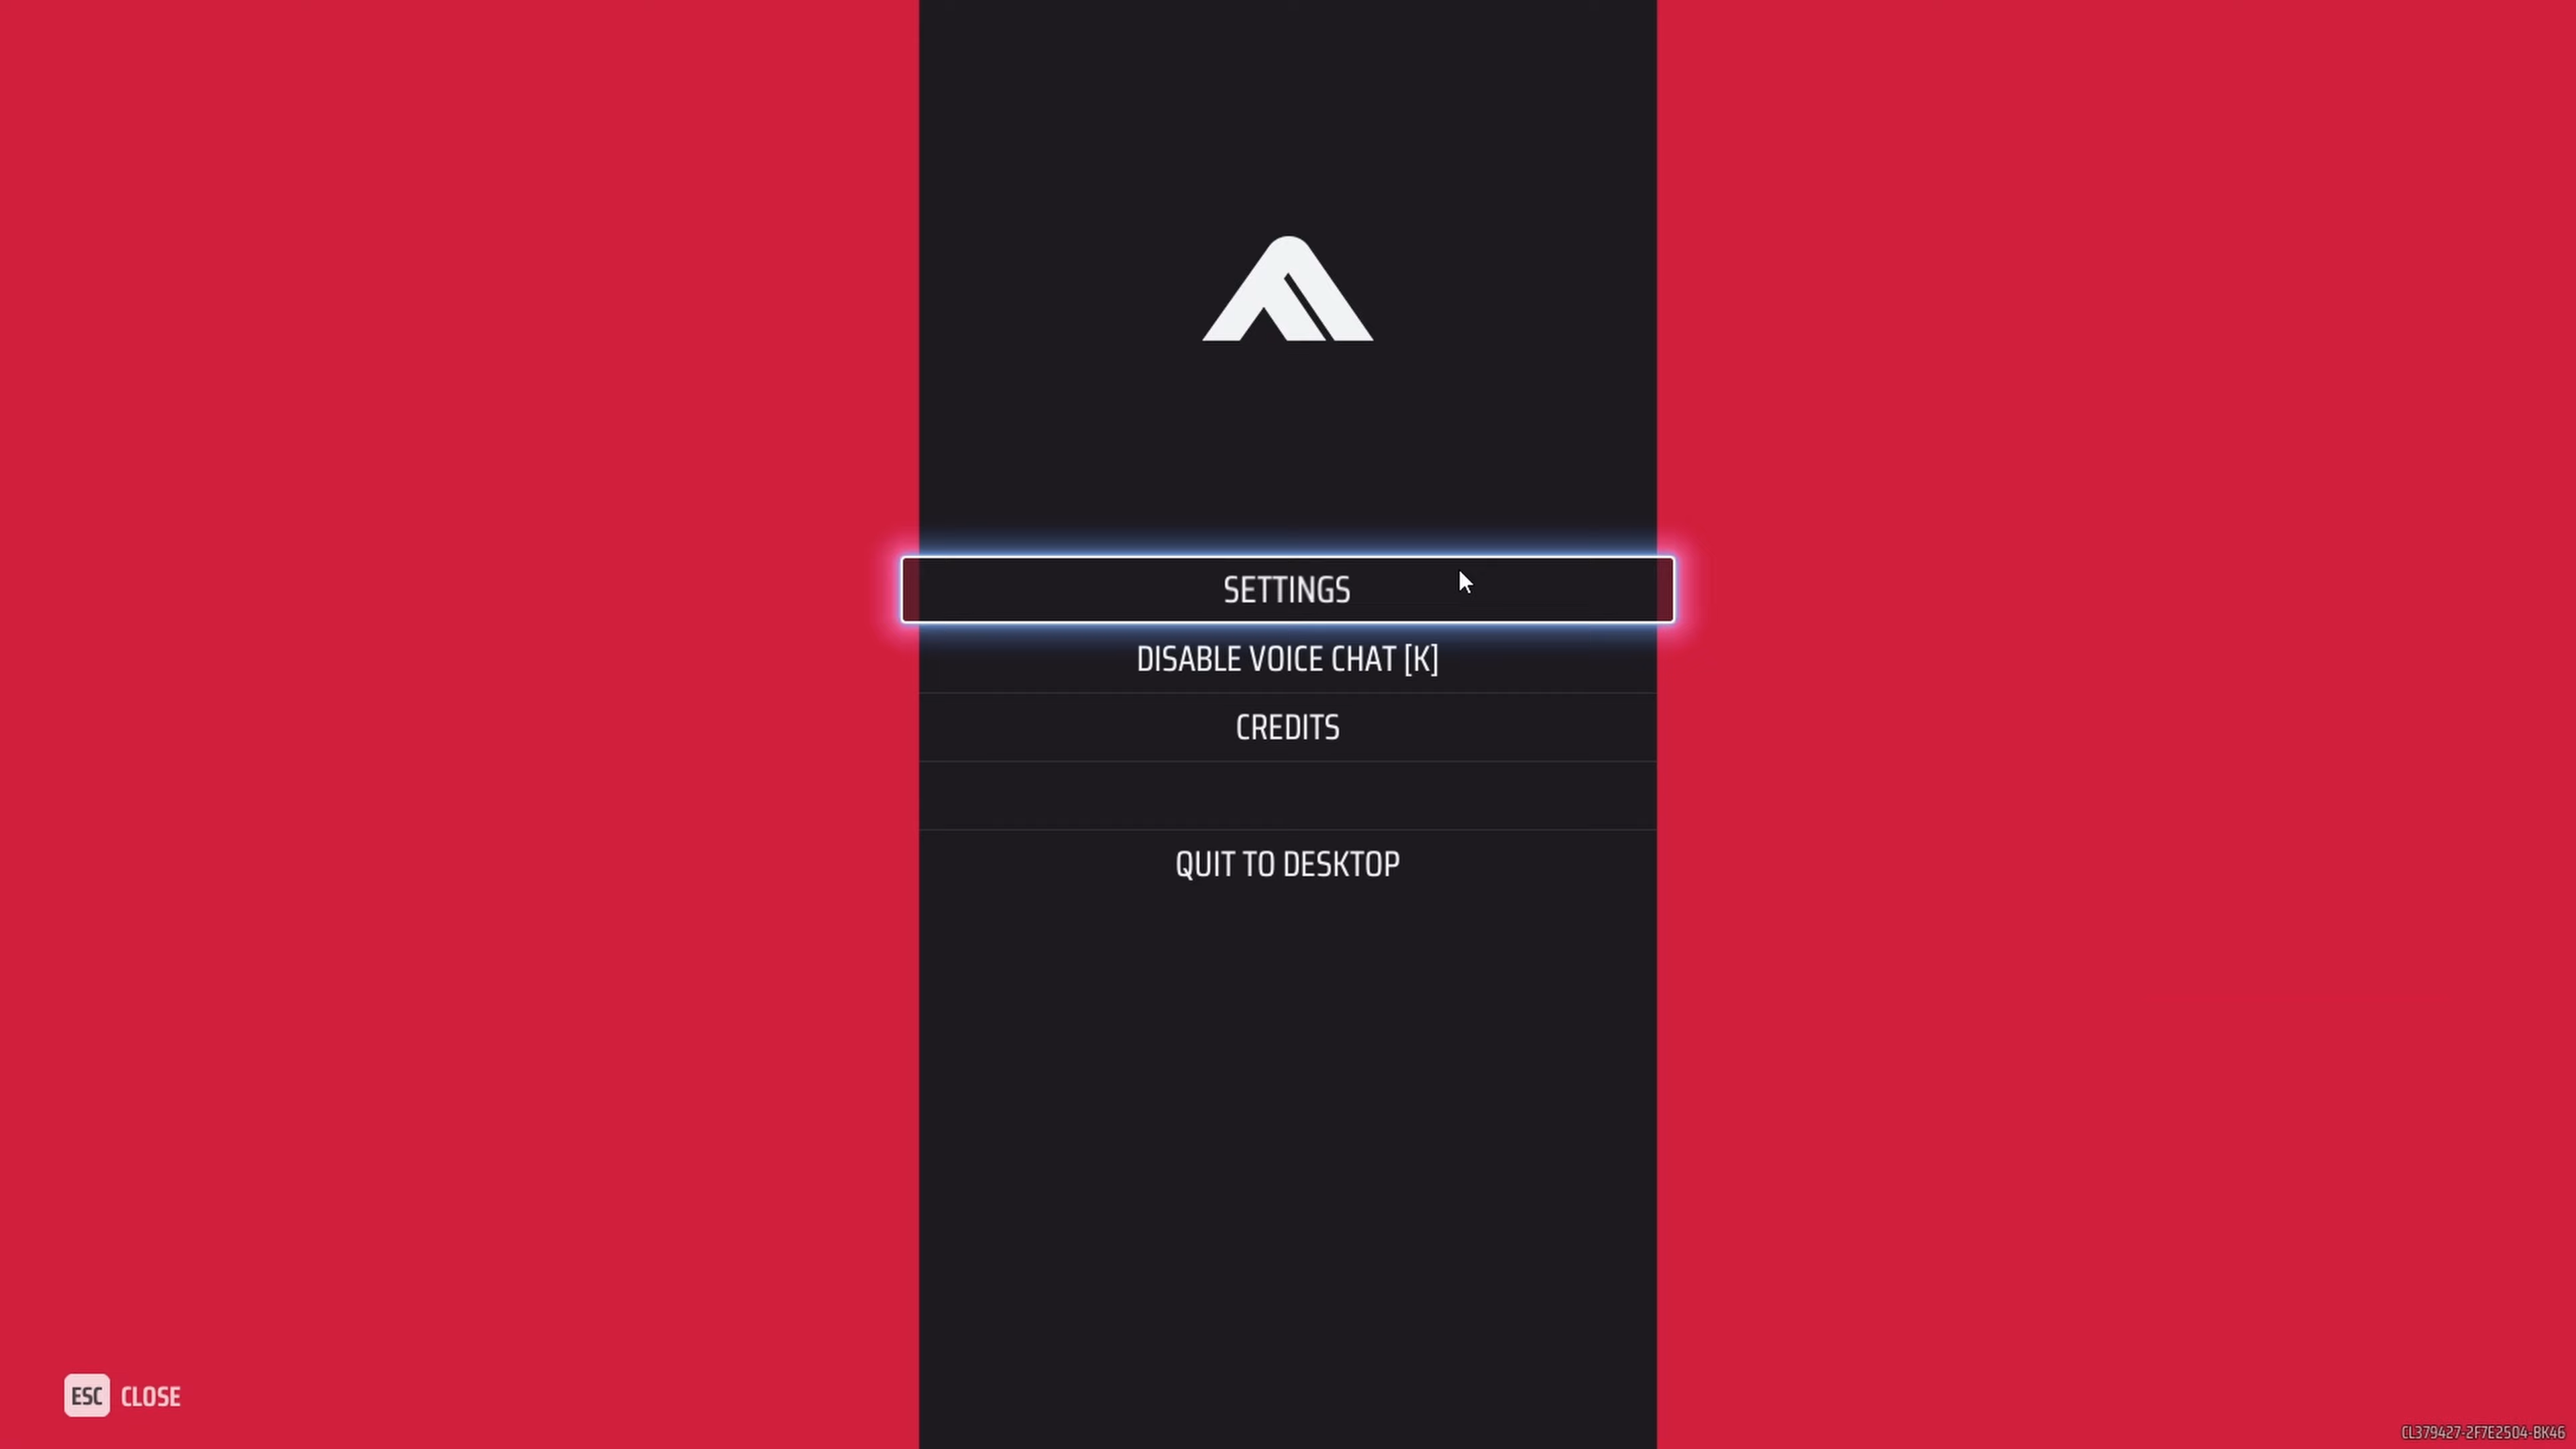 SETTINGS
DISABLE VOICE CHAT [K]
CREDITS
QUIT TO DESKTOP
ESC CLOSE
CL379427-2F7E2504-BK46